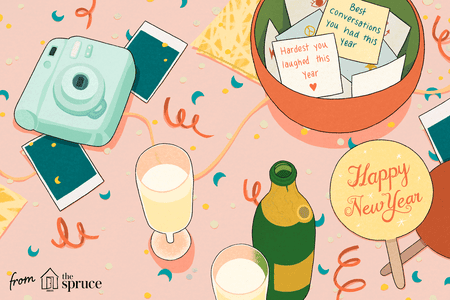 Best
conversations
you had this
year
Hardest you
laughed this
year
Happy
New Year
from
the
spruce